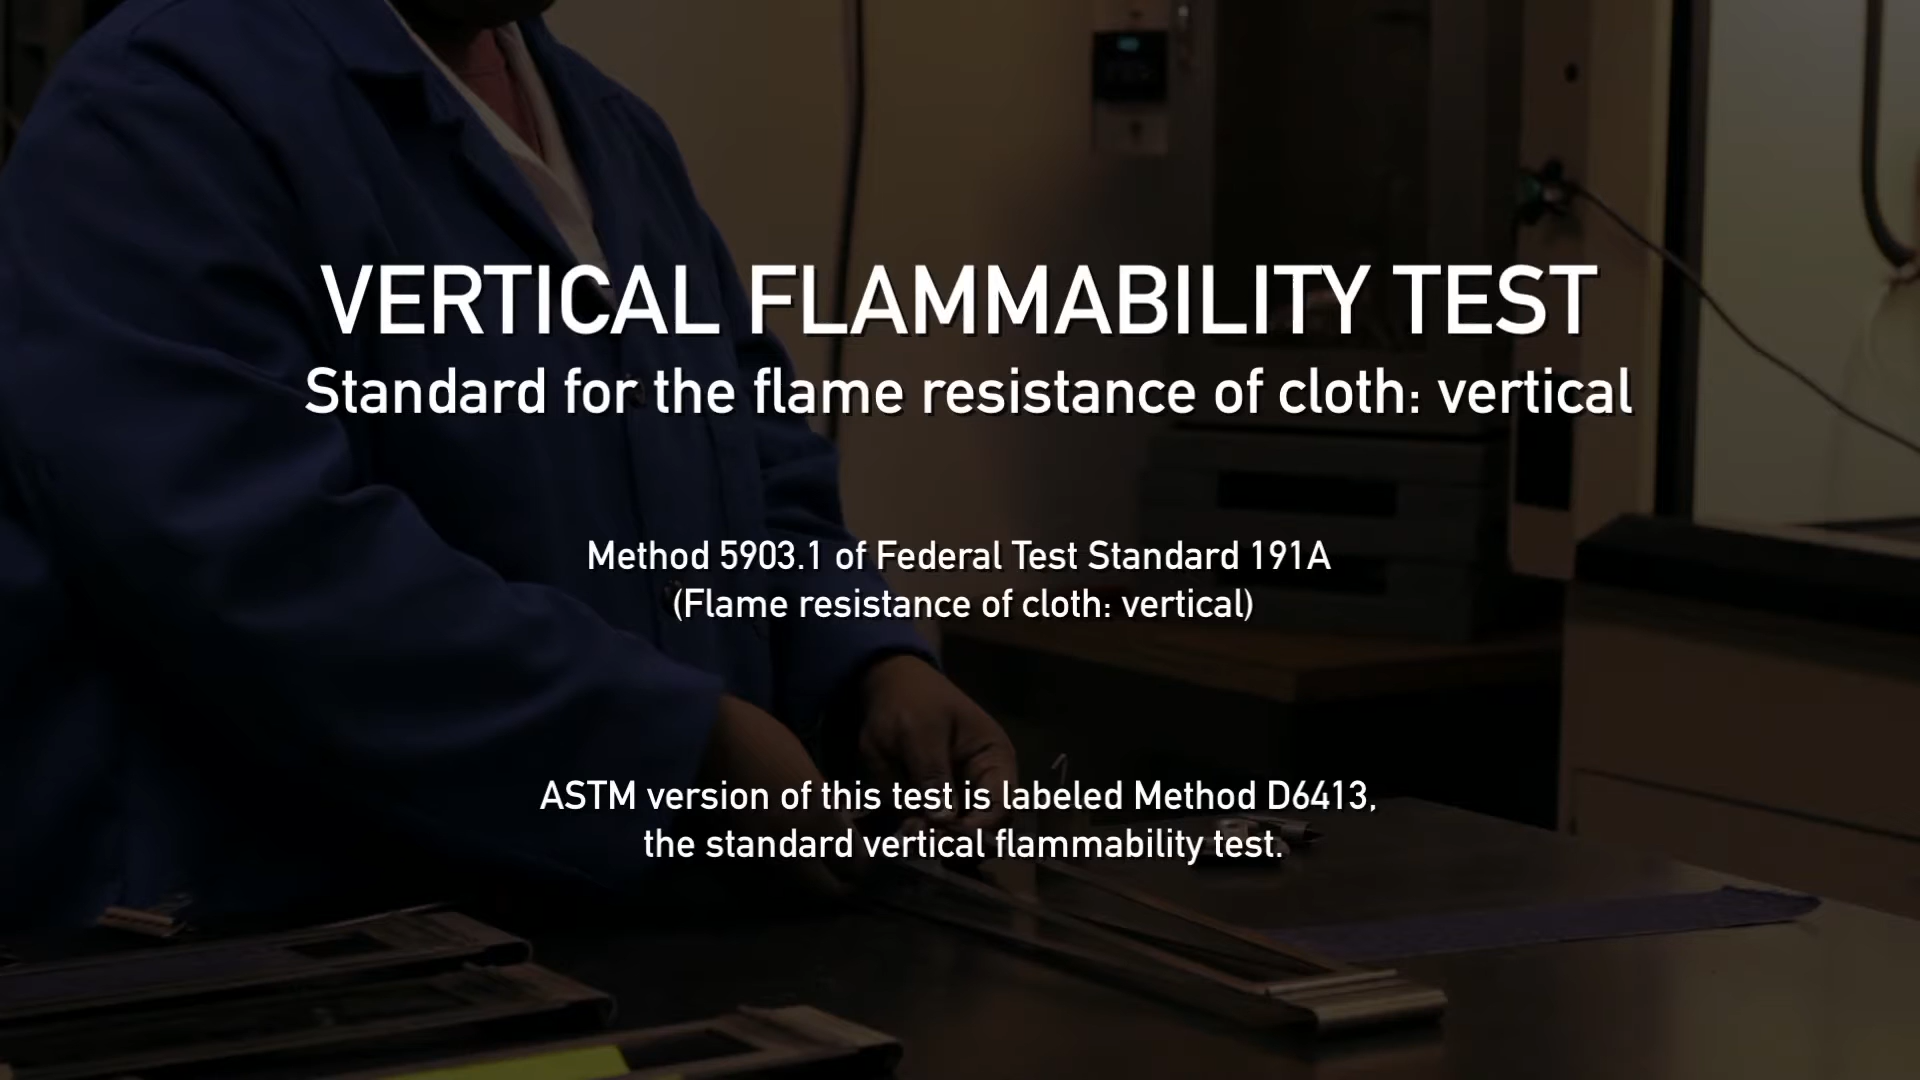 VERTICAL FLAMMABILITY TEST
Standard for the flame resistance of cloth: vertical
Method 5903.1 of Federal Test Standard 191A
(Flame resistance of cloth: vertical)
ASTM version of this test is labeled Method D6413,
the standard vertical flammability test.